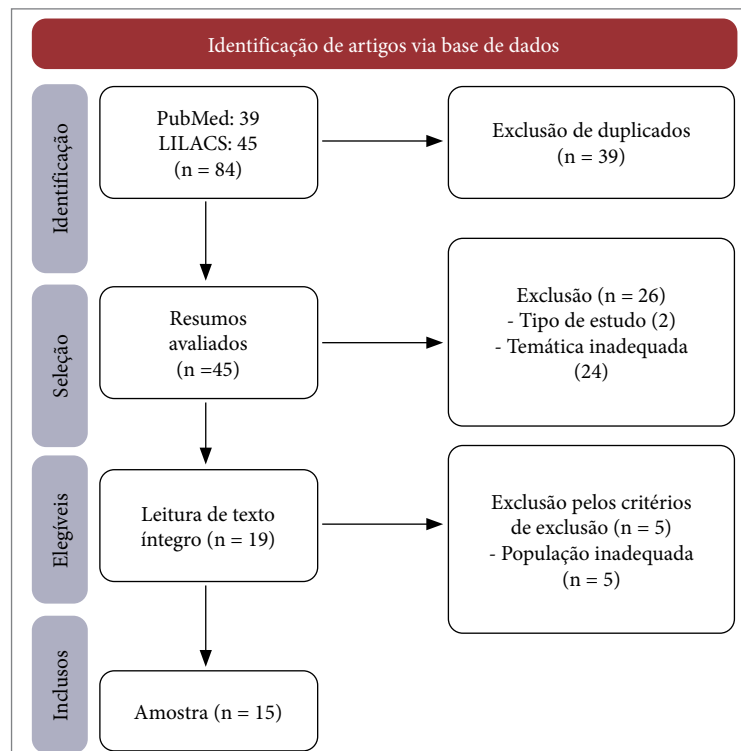 Identificação de artigos via base de dados
Identificação
PubMed: 39
LILACS: 45
(n = 84)
Exclusão de duplicados
(n = 39)
Seleção
Resumos
avaliados
(n =45)
Exclusão (n = 26)
- Tipo de estudo (2)
- Temática inadequada
(24)
Elegíveis
Leitura de texto
íntegro (n = 19)
Exclusão pelos critérios
de exclusão (n = 5)
- População inadequada
(n = 5)
Inclusos
Amostra (n = 15)